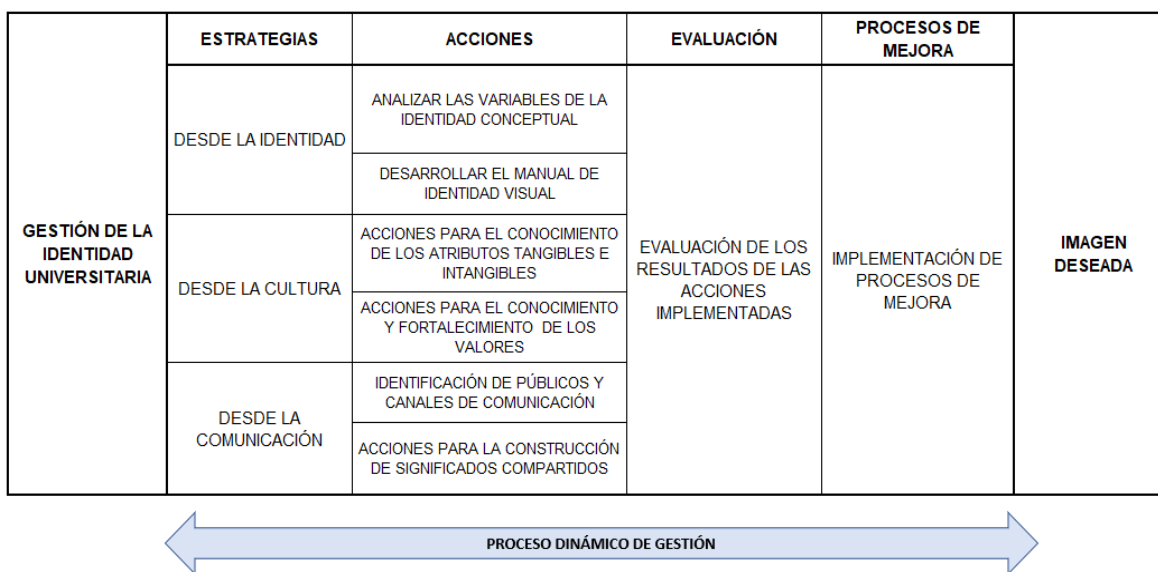 ESTRATEGIAS
ACCIONES
EVALUACIÓN
PROCESOS DE
MEJORA
GESTIÓN DE LA
IDENTIDAD
UNIVERSITARIA
DESDE LA IDENTIDAD
ANALIZAR LAS VARIABLES DE LA
IDENTIDAD CONCEPTUAL
DESARROLLAR EL MANUAL DE
IDENTIDAD VISUAL
DESDE LA CULTURA
ACCIONES PARA EL CONOCIMIENTO
DE LOS ATRIBUTOS TANGIBLES E
INTANGIBLES
ACCIONES PARA EL CONOCIMIENTO
Y FORTALECIMIENTO DE LOS
VALORES
DESDE LA
COMUNICACIÓN
IDENTIFICACIÓN DE PÚBLICOS Y
CANALES DE COMUNICACIÓN
ACCIONES PARA LA CONSTRUCCIÓN
DE SIGNIFICADOS COMPARTIDOS
EVALUACIÓN DE LOS
RESULTADOS DE LAS
ACCIONES
IMPLEMENTADAS
IMPLEMENTACIÓN DE
PROCESOS DE
MEJORA
IMAGEN
DESEADA
PROCESO DINÁMICO DE GESTIÓN